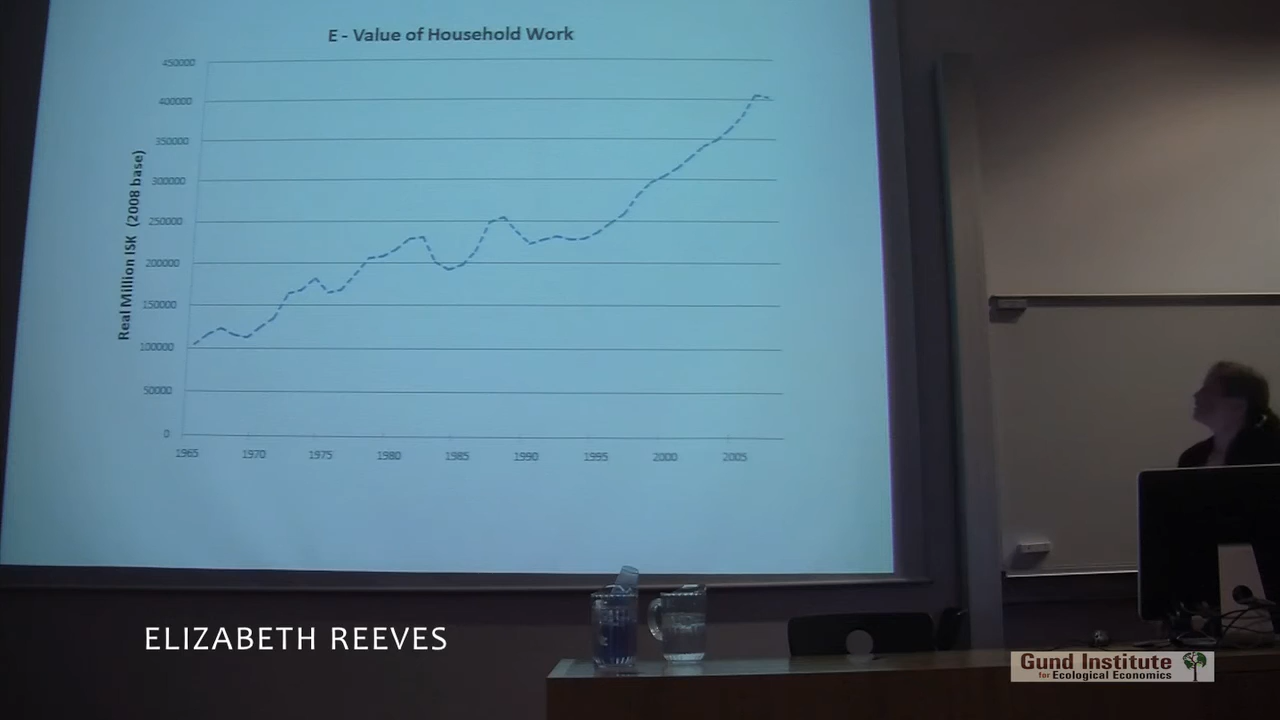 E - Value of Household Work
Real Million ISK (2008 base)
450000
400000
350000
300000
250000
200000
150000
100000
50000
0
1965 1970 1975 1980 1985 1990 1995 2000 2005
ELIZABETH REEVES
Gund Institute
for Ecological Economics